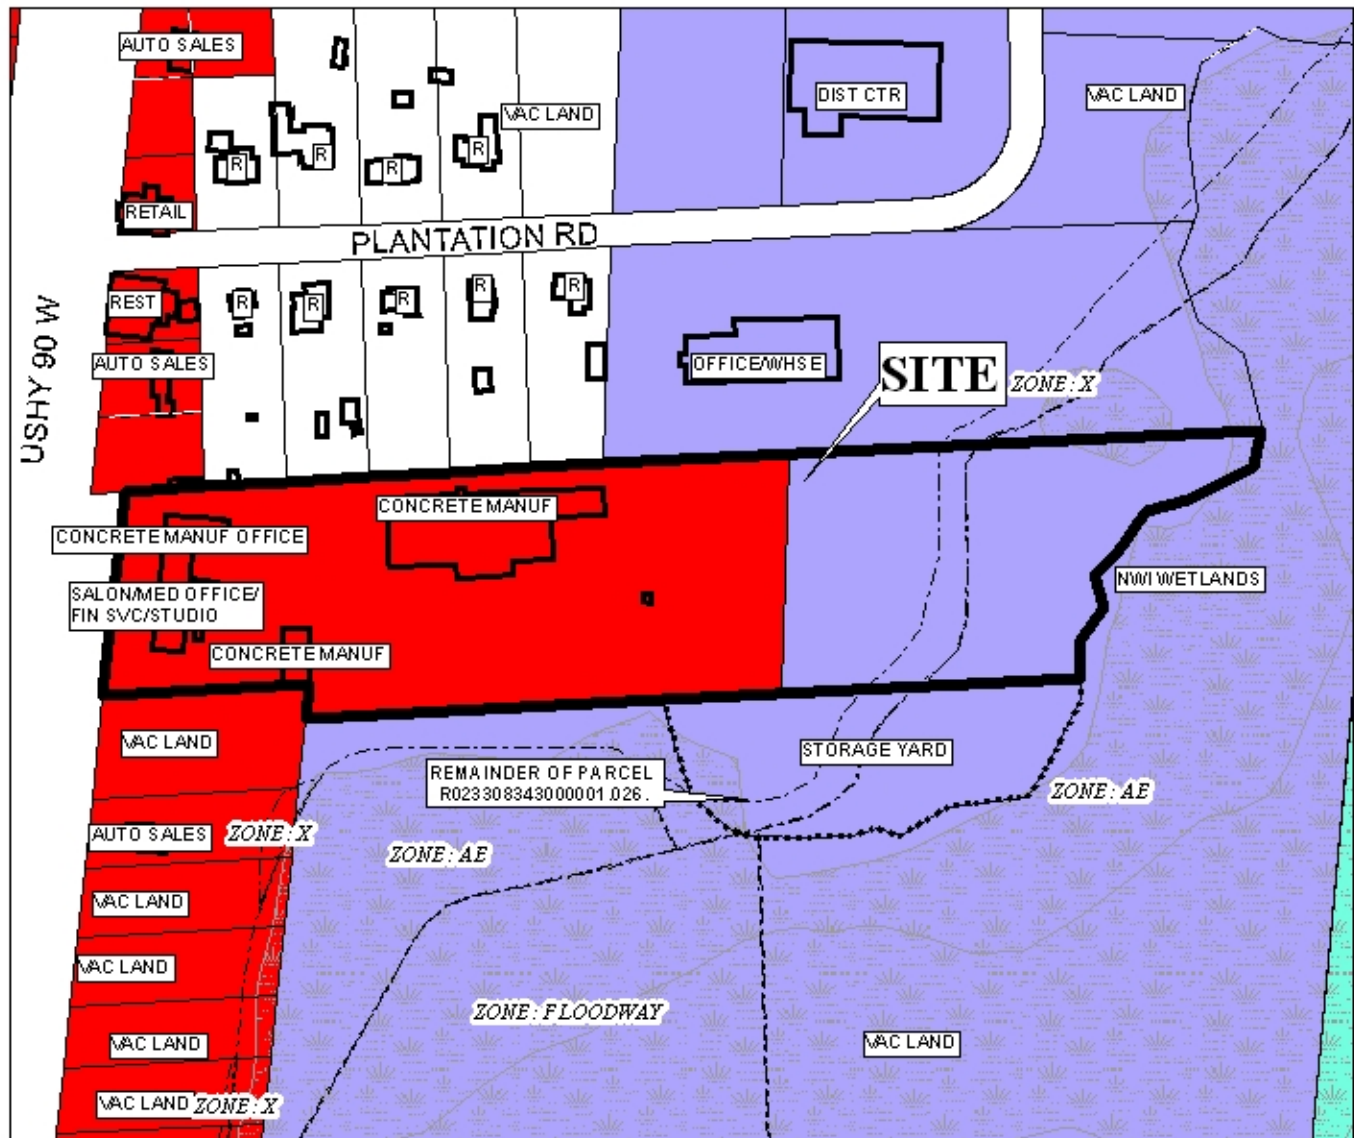 AUTO SALES
VAC LAND
DIST CTR
VAC LAND
R
R
R
R
RETAIL
PLANTATION RD
REST
R
R
R
R
R
USHY 90 W
AUTO SALES
OFFICE/WHSE
SITE
ZONE: X
CONCRETE MANUF
CONCRETE MANUF OFFICE
SALON/MED OFFICE/
FIN SVC/STUDIO
NWI WETLANDS
CONCRETE MANUF
VAC LAND
STORAGE YARD
REMAINDER OF PARCEL
R023308343000001.026.
ZONE: AE
AUTO SALES
ZONE: X
ZONE: AE
VAC LAND
VAC LAND
ZONE: FLOODWAY
VAC LAND
VAC LAND
VAC LAND
ZONE: X